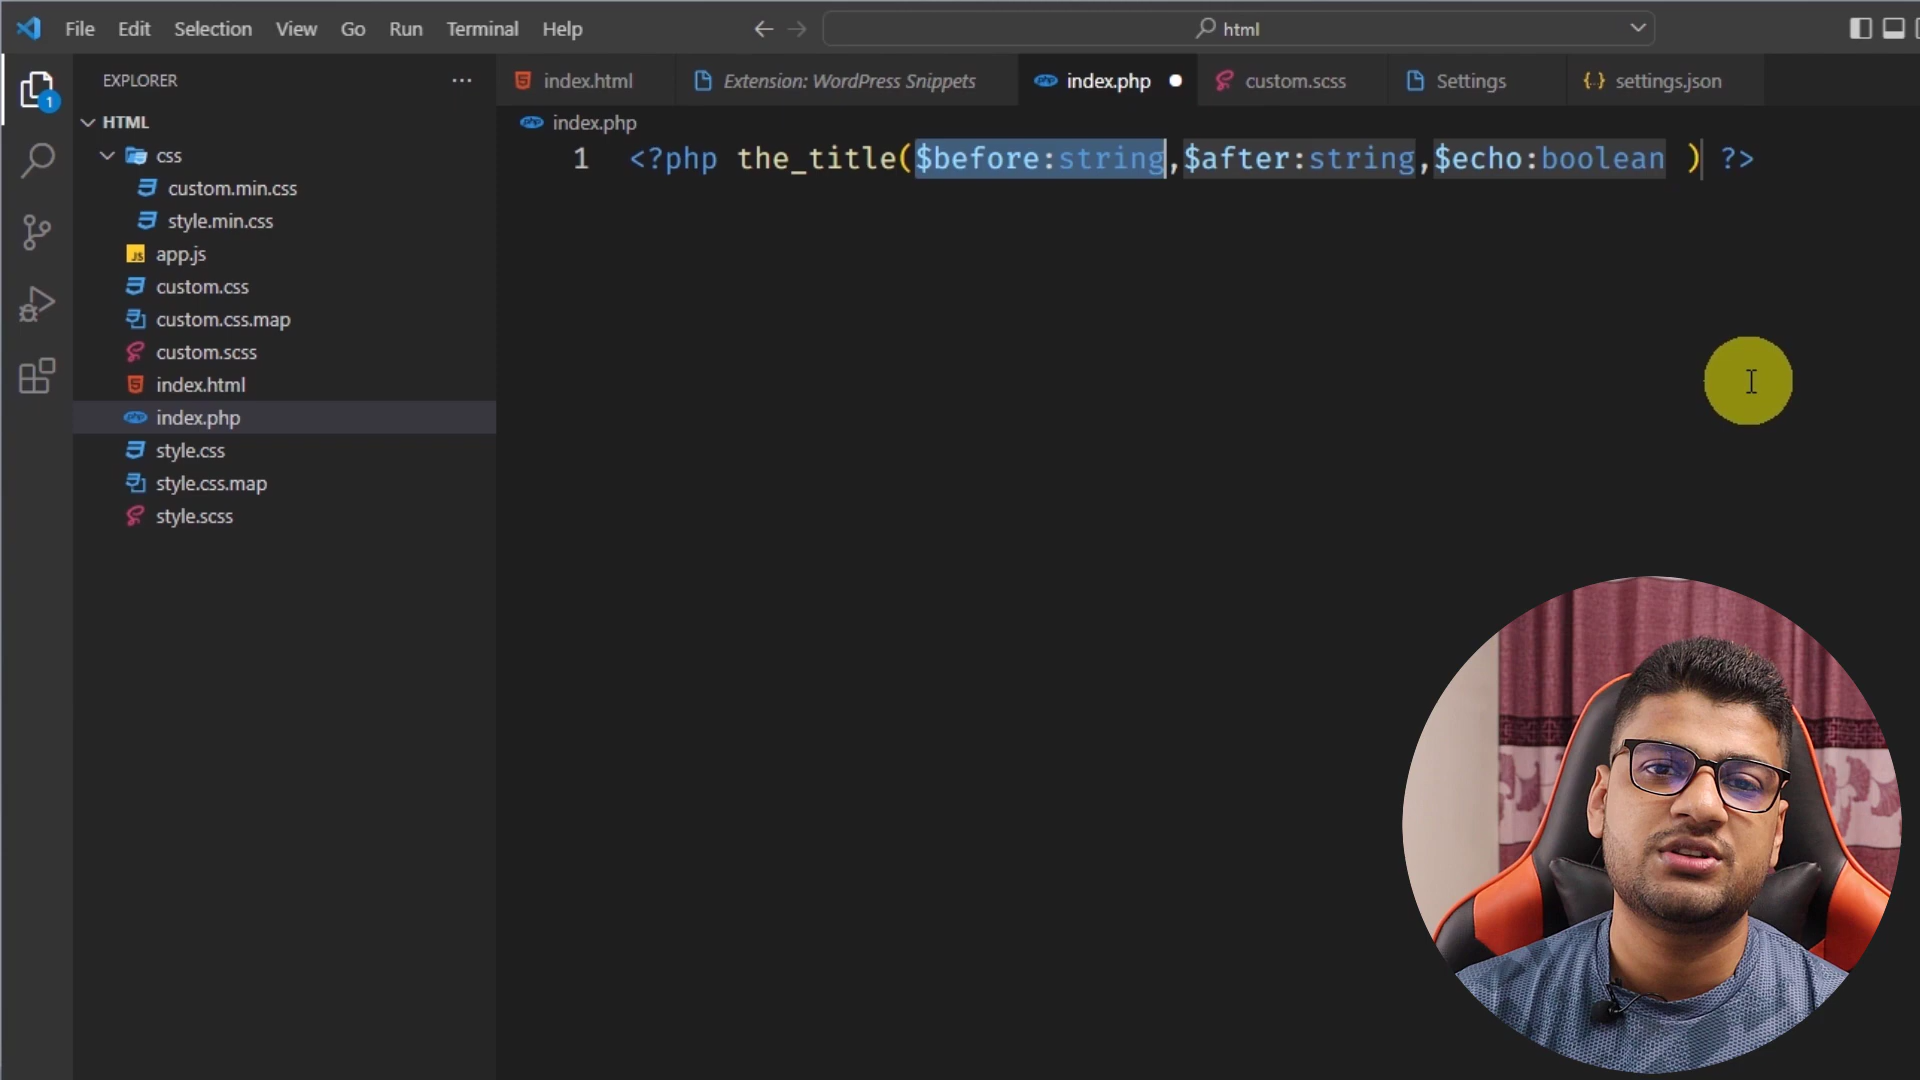 File Edit Selection View Go Run Terminal Help
html
EXPLORER
index.html
Extension: WordPress Snippets
index.php
custom.scss
Settings
settings.json
1
HTML
css
custom.min.css
style.min.css
app.js
custom.css
custom.css.map
custom.scss
index.html
index.php
style.css
style.css.map
style.scss
index.php
1 <?php the_title($before:string,$after:string,$echo:boolean ) ?>